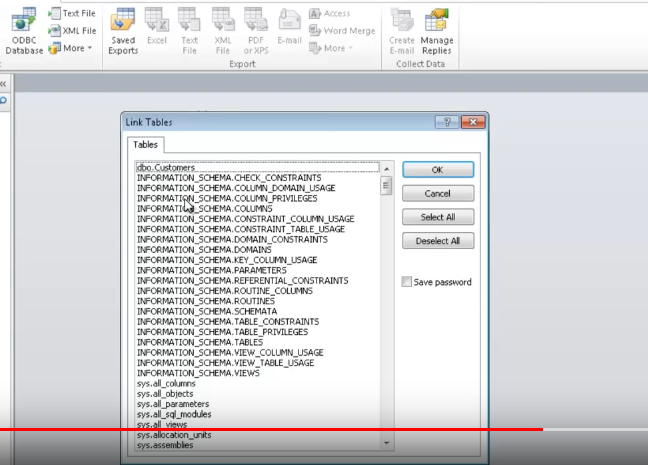 Text File
Access
XML File
Word Merge
ODBC Database
More
Saved Exports
Excel
Text File
XML File
PDF or XPS
E-mail
More
Create E-mail
Manage Replies
Export
Collect Data
Link Tables
Tables
dbo.Customers
INFORMATION_SCHEMA.CHECK_CONSTRAINTS
INFORMATION_SCHEMA.COLUMN_DOMAIN_USAGE
INFORMATION_SCHEMA.COLUMN_PRIVILEGES
INFORMATION_SCHEMA.COLUMNS
INFORMATION_SCHEMA.CONSTRAINT_COLUMN_USAGE
INFORMATION_SCHEMA.CONSTRAINT_TABLE_USAGE
INFORMATION_SCHEMA.DOMAIN_CONSTRAINTS
INFORMATION_SCHEMA.DOMAINS
INFORMATION_SCHEMA.KEY_COLUMN_USAGE
INFORMATION_SCHEMA.PARAMETERS
INFORMATION_SCHEMA.REFERENTIAL_CONSTRAINTS
INFORMATION_SCHEMA.ROUTINE_COLUMNS
INFORMATION_SCHEMA.ROUTINES
INFORMATION_SCHEMA.SCHEMATA
INFORMATION_SCHEMA.TABLE_CONSTRAINTS
INFORMATION_SCHEMA.TABLE_PRIVILEGES
INFORMATION_SCHEMA.TABLES
INFORMATION_SCHEMA.VIEW_COLUMN_USAGE
INFORMATION_SCHEMA.VIEW_TABLE_USAGE
INFORMATION_SCHEMA.VIEWS
sys.all_columns
sys.all_objects
sys.all_parameters
sys.all_sql_modules
sys.all_views
sys.allocation_units
sys.assemblies
OK
Cancel
Select All
Deselect All
Save password